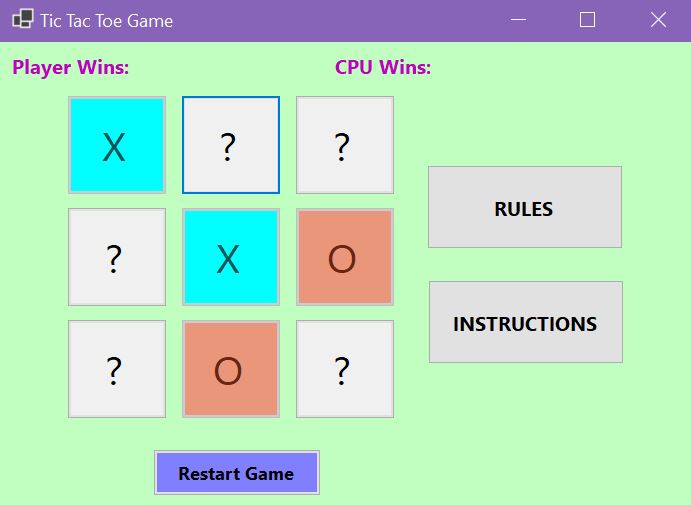 Tic Tac Toe Game
Player Wins: CPU Wins:
X ? ?
? X O
? O ?
RULES
INSTRUCTIONS
Restart Game